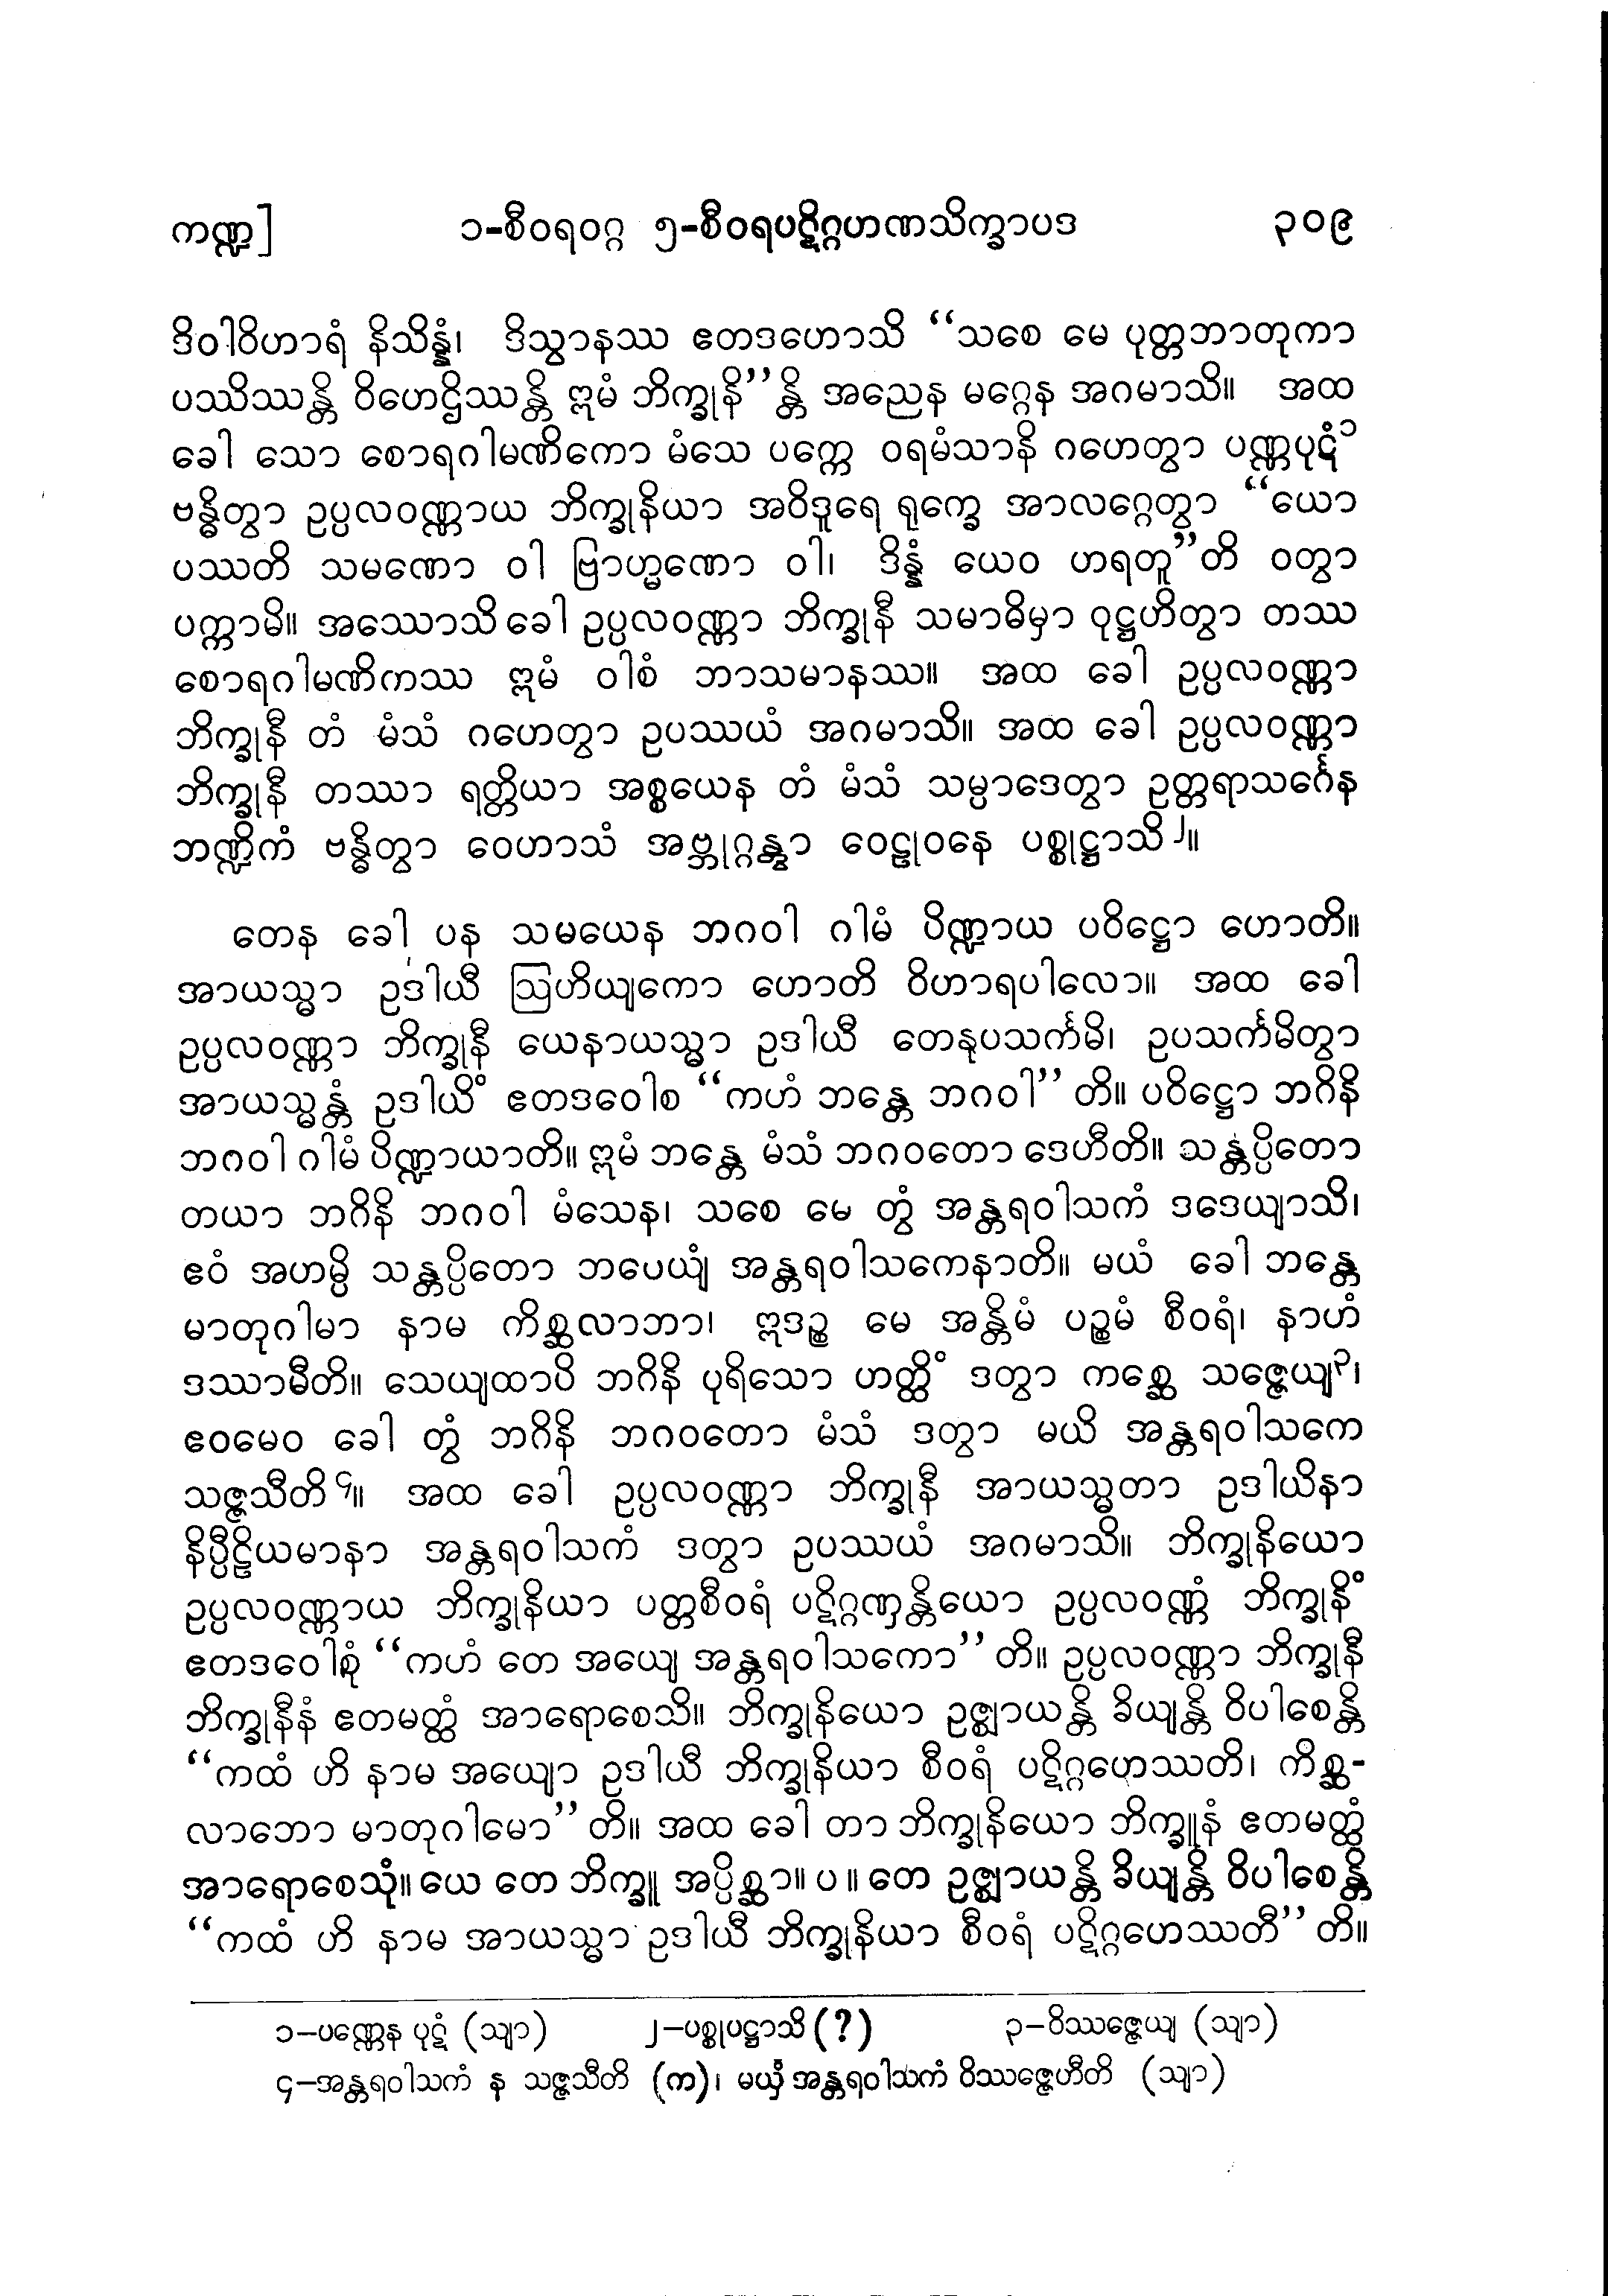 ကဏ္ဍ] ၁-စီဝရဝဂ္ဂ ၅-စီဝရပဋိဂ္ဂဟဏသိက္ခာပဒ ၃၀၉
ဒိဝါဝိဟာရံ နိသိန္နံ၊ ဒိသွာနဿ ဧတဒဟောသိ “သစေ မေ ပုတ္တဘာတုကာ
ပဿိဿန္တိ ဝိဟေဌိဿန္တိ ဣမံ ဘိက္ခုနိ”န္တိ အညေန မဂ္ဂေန အဂမာသိ။ အထ
ခေါ သော စောရဂါမဏိကော မံသေ ပက္ကေ ဝရမံသာနိ ဂဟေတွာ ပဏ္ဏပုဋံ၁
ဗန္ဓိတွာ ဥပ္ပလဝဏ္ဏာယ ဘိက္ခုနိယာ အဝိဒူရေ ရုက္ခေ အာလဂ္ဂေတွာ “ယော
ပဿတိ သမဏော ဝါ ဗြာဟ္မဏော ဝါ၊ ဒိန္နံ ယေဝ ဟရတူ”တိ ဝတွာ
ပက္ကာမိ။ အဿောသိ ခေါ ဥပ္ပလဝဏ္ဏာ ဘိက္ခုနီ သမာဓိမှာ ဝုဋ္ဌဟိတွာ တဿ
စောရဂါမဏိကဿ ဣမံ ဝါစံ ဘာသမာနဿ။ အထ ခေါ ဥပ္ပလဝဏ္ဏာ
ဘိက္ခုနီ တံ မံသံ ဂဟေတွာ ဥပဿယံ အဂမာသိ။ အထ ခေါ ဥပ္ပလဝဏ္ဏာ
ဘိက္ခုနီ တဿာ ရတ္တိယာ အစ္စယေန တံ မံသံ သမ္ပာဒေတွာ ဥတ္တရာသင်္ဂေန
ဘဏ္ဍိကံ ဗန္ဓိတွာ ဝေဟာသံ အဗ္ဘုဂ္ဂန္တွာ ဝေဠုဝနေ ပစ္စုဋ္ဌာသိ၂။
တေန ခေါ ပန သမယေန ဘဂဝါ ဂါမံ ပိဏ္ဍာယ ပဝိဋ္ဌော ဟောတိ။
အာယသ္မာ ဥဒါယီ ဩဟိယျကော ဟောတိ ဝိဟာရပါလော။ အထ ခေါ
ဥပ္ပလဝဏ္ဏာ ဘိက္ခုနီ ယေနာယသ္မာ ဥဒါယီ တေနုပသင်္ကမိ၊ ဥပသင်္ကမိတွာ
အာယသ္မန္တံ ဥဒါယိံ ဧတဒဝေါစ “ကဟံ ဘန္တေ ဘဂဝါ” တိ။ ပဝိဋ္ဌော ဘဂိနိ
ဘဂဝါ ဂါမံ ပိဏ္ဍာယာတိ။ ဣမံ ဘန္တေ မံသံ ဘဂဝတော ဒေဟီတိ။ သန္တပ္ပိတော
တယာ ဘဂိနိ ဘဂဝါ မံသေန၊ သစေ မေ တွံ အန္တရဝါသကံ ဒဒေယျာသိ၊
ဧဝံ အဟမ္ပိ သန္တပ္ပိတော ဘပေယျံ အန္တရဝါသကေနာတိ။ မယံ ခေါ ဘန္တေ
မာတုဂါမာ နာမ ကိစ္ဆလာဘာ၊ ဣဒဉ္စ မေ အန္တိမံ ပဉ္စမံ စီဝရံ၊ နာဟံ
ဒဿာမီတိ။ သေယျထာပိ ဘဂိနိ ပုရိသော ဟတ္ထိံ ဒတွာ ကစ္ဆေ သဇ္ဇေယျ၃၊
ဧဝမေဝ ခေါ တွံ ဘဂိနိ ဘဂဝတော မံသံ ဒတွာ မယိ အန္တရဝါသကေ
သဇ္ဇသီတိ၄။ အထ ခေါ ဥပ္ပလဝဏ္ဏာ ဘိက္ခုနီ အာယသ္မတာ ဥဒါယိနာ
နိပ္ပီဠိယမာနာ အန္တရဝါသကံ ဒတွာ ဥပဿယံ အဂမာသိ။ ဘိက္ခုနိယော
ဥပ္ပလဝဏ္ဏာယ ဘိက္ခုနိယာ ပတ္တစီဝရံ ပဋိဂ္ဂဏှန္တိယော ဥပ္ပလဝဏ္ဏံ ဘိက္ခုနိံ
ဧတဒဝေါစုံ “ကဟံ တေ အယျေ အန္တရဝါသကော” တိ။ ဥပ္ပလဝဏ္ဏာ ဘိက္ခုနီ
ဘိက္ခုနီနံ ဧတမတ္ထံ အာရောစေသိ။ ဘိက္ခုနိယော ဥဇ္ဈာယန္တိ ခိယျန္တိ ဝိပါစေန္တိ
“ကထံ ဟိ နာမ အယျော ဥဒါယီ ဘိက္ခုနိယာ စီဝရံ ပဋိဂ္ဂဟေဿတိ၊ ကိစ္ဆ-
လာဘော မာတုဂါမော” တိ။ အထ ခေါ တာ ဘိက္ခုနိယော ဘိက္ခူနံ ဧတမတ္ထံ
အာရောစေသုံ။ ယေ တေ ဘိက္ခူ အပ္ပိစ္ဆာ။ ပ ။ တေ ဥဇ္ဈာယန္တိ ခိယျန္တိ ဝိပါစေန္တိ
“ကထံ ဟိ နာမ အာယသ္မာ ဥဒါယီ ဘိက္ခုနိယာ စီဝရံ ပဋိဂ္ဂဟေဿတီ” တိ။
၁-ပဏ္ဏေန ပုဋံ (သျာ) ၂-ပစ္စုပဋ္ဌာသိ (?) ၃-ဝိဿဇ္ဇေယျ (သျာ)
၄-အန္တရဝါသကံ န သဇ္ဇသီတိ (က)၊ မယှံ အန္တရဝါသကံ ဝိဿဇ္ဇေဟီတိ (သျာ)